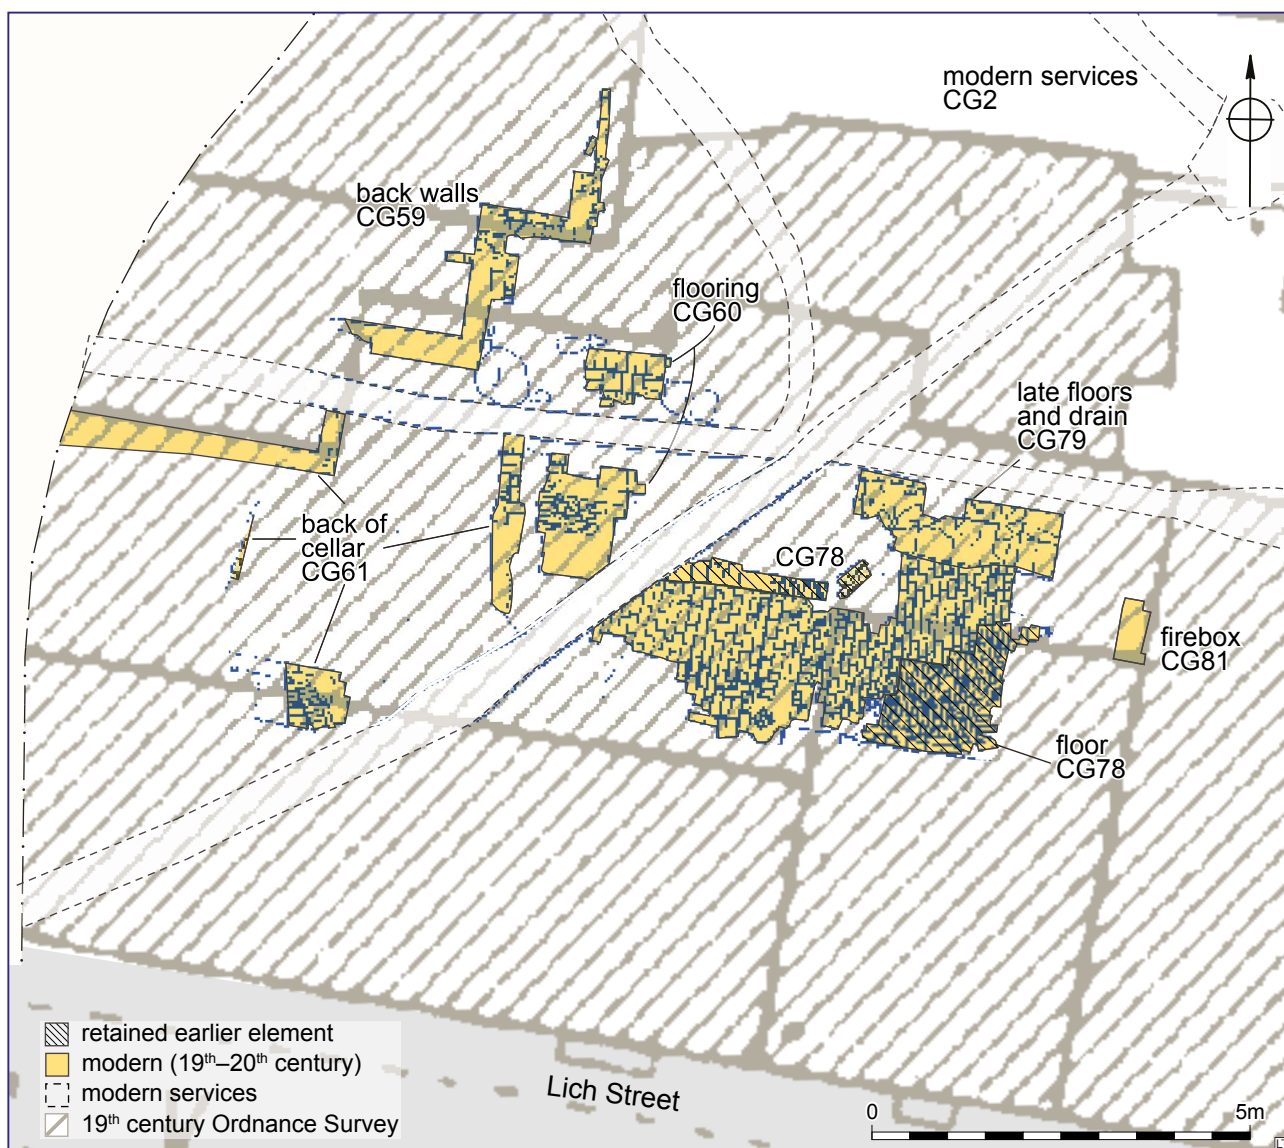 modern services
CG2
back walls
CG59
flooring
CG60
late floors
and drain
CG79
back of
cellar
CG61
CG78
firebox
CG81
floor
CG78
retained earlier element
modern (19th–20th century)
modern services
19th century Ordnance Survey
Lich Street
0 5m